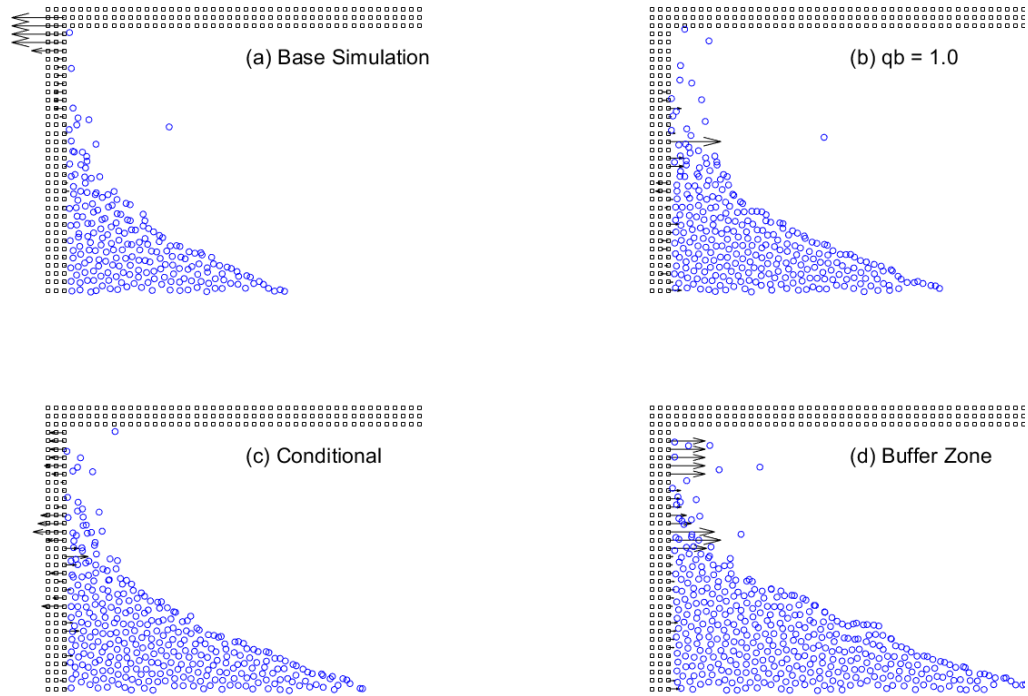 (a) Base Simulation
(b) qb = 1.0
(c) Conditional
(d) Buffer Zone